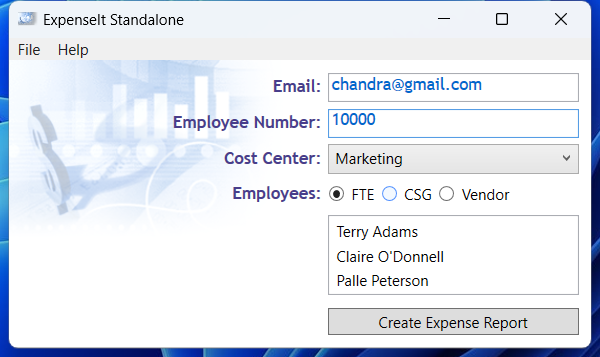 ExpenseIt Standalone
File Help
Email: chandra@gmail.com
Employee Number: 10000
Cost Center: Marketing
Employees: FTE CSG Vendor
Terry Adams
Claire O'Donnell
Palle Peterson
Create Expense Report